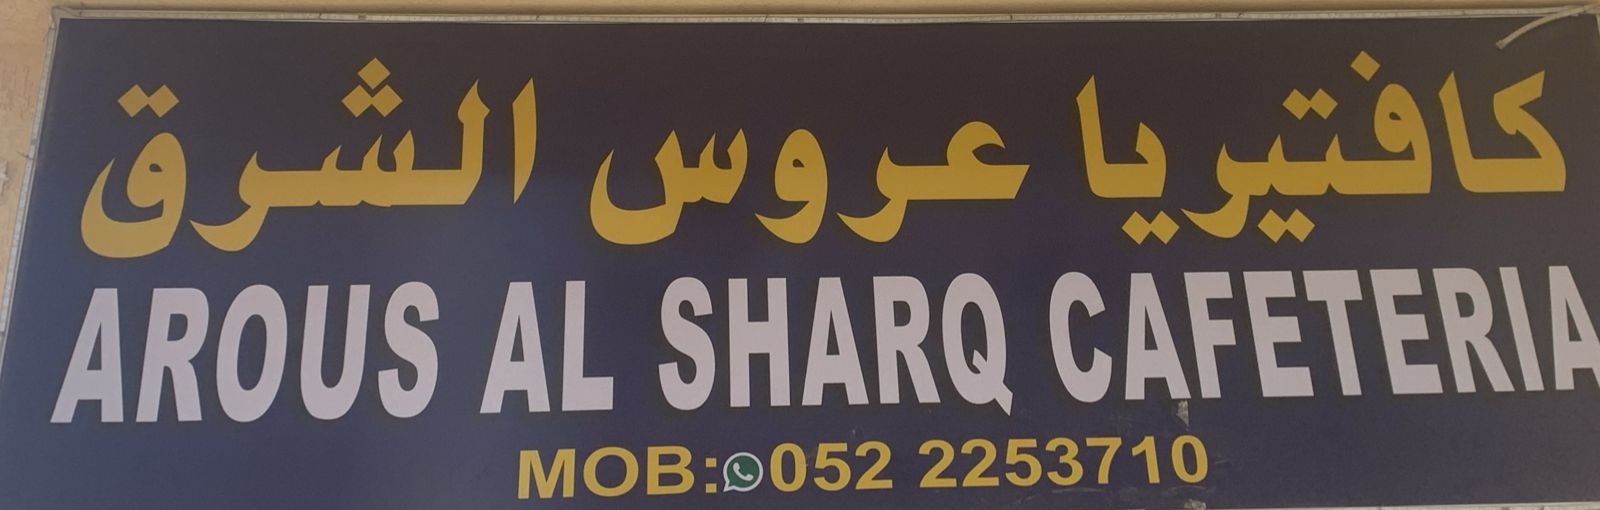 كافتيريا عروس الشرق
AROUS AL SHARQ CAFETERIA
MOB: 052 2253710